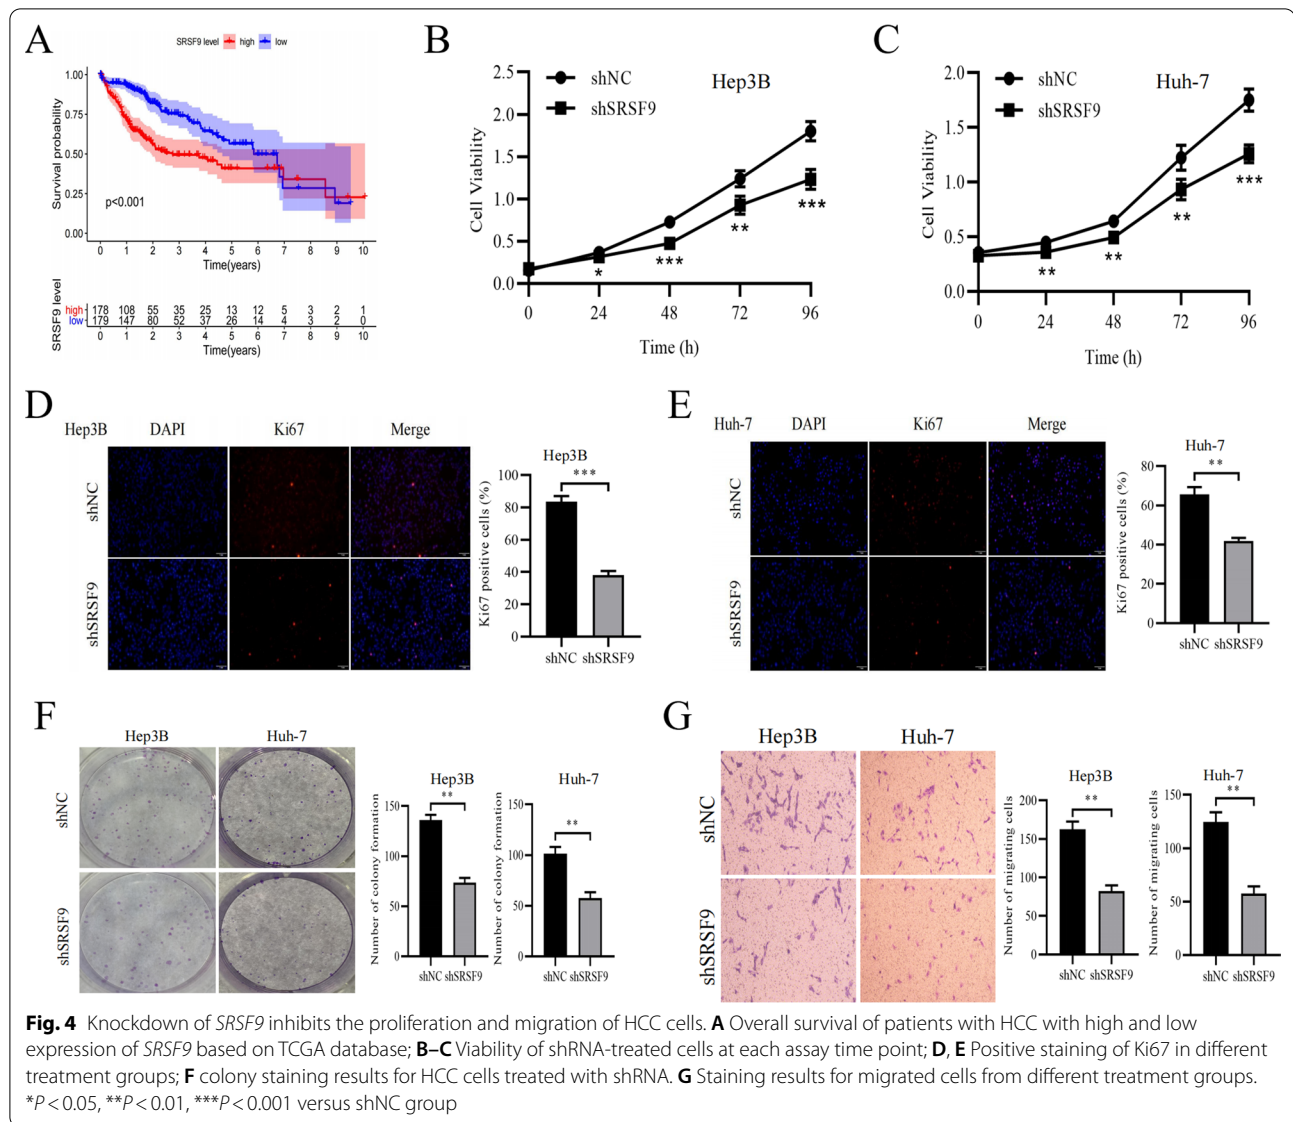 A
SRSF9 level high low
Survival probability
1.00
0.75
0.50
0.25
0.00
p<0.001
0 1 2 3 4 5 6 7 8 9 10
Time(years)
SRSF9 level
high 178 108 55 35 25 13 12 5 3 2 1
low 179 147 80 52 37 26 14 4 3 2 0
0 1 2 3 4 5 6 7 8 9 10
Time(years)
B
shNC
shSRSF9
Hep3B
Cell Viability
2.5
2.0
1.5
1.0
0.5
0.0
* *** ** ***
0 24 48 72 96
Time (h)
C
shNC
shSRSF9
Huh-7
Cell Viability
2.0
1.5
1.0
0.5
0.0
** ** ** ***
0 24 48 72 96
Time (h)
D
Hep3B DAPI Ki67 Merge
shNC
shSRSF9
Hep3B
***
Ki67 positive cells (%)
100
80
60
40
20
0
shNC shSRSF9
E
Huh-7 DAPI Ki67 Merge
shNC
shSRSF9
Huh-7
**
Ki67 positive cells (%)
80
60
40
20
0
shNC shSRSF9
F
Hep3B Huh-7
shNC
shSRSF9
Hep3B
**
Number of colony formation
150
100
50
0
shNC shSRSF9
Huh-7
**
Number of colony formation
150
100
50
0
shNC shSRSF9
G
Hep3B Huh-7
shNC
shSRSF9
Hep3B
**
Number of migrating cells
200
150
100
50
0
shNC shSRSF9
Huh-7
**
Number of migrating cells
150
100
50
0
shNC shSRSF9
Fig. 4 Knockdown of SRSF9 inhibits the proliferation and migration of HCC cells. A Overall survival of patients with HCC with high and low
expression of SRSF9 based on TCGA database; B–C Viability of shRNA-treated cells at each assay time point; D, E Positive staining of Ki67 in different
treatment groups; F colony staining results for HCC cells treated with shRNA. G Staining results for migrated cells from different treatment groups.
*P < 0.05, **P < 0.01, ***P < 0.001 versus shNC group